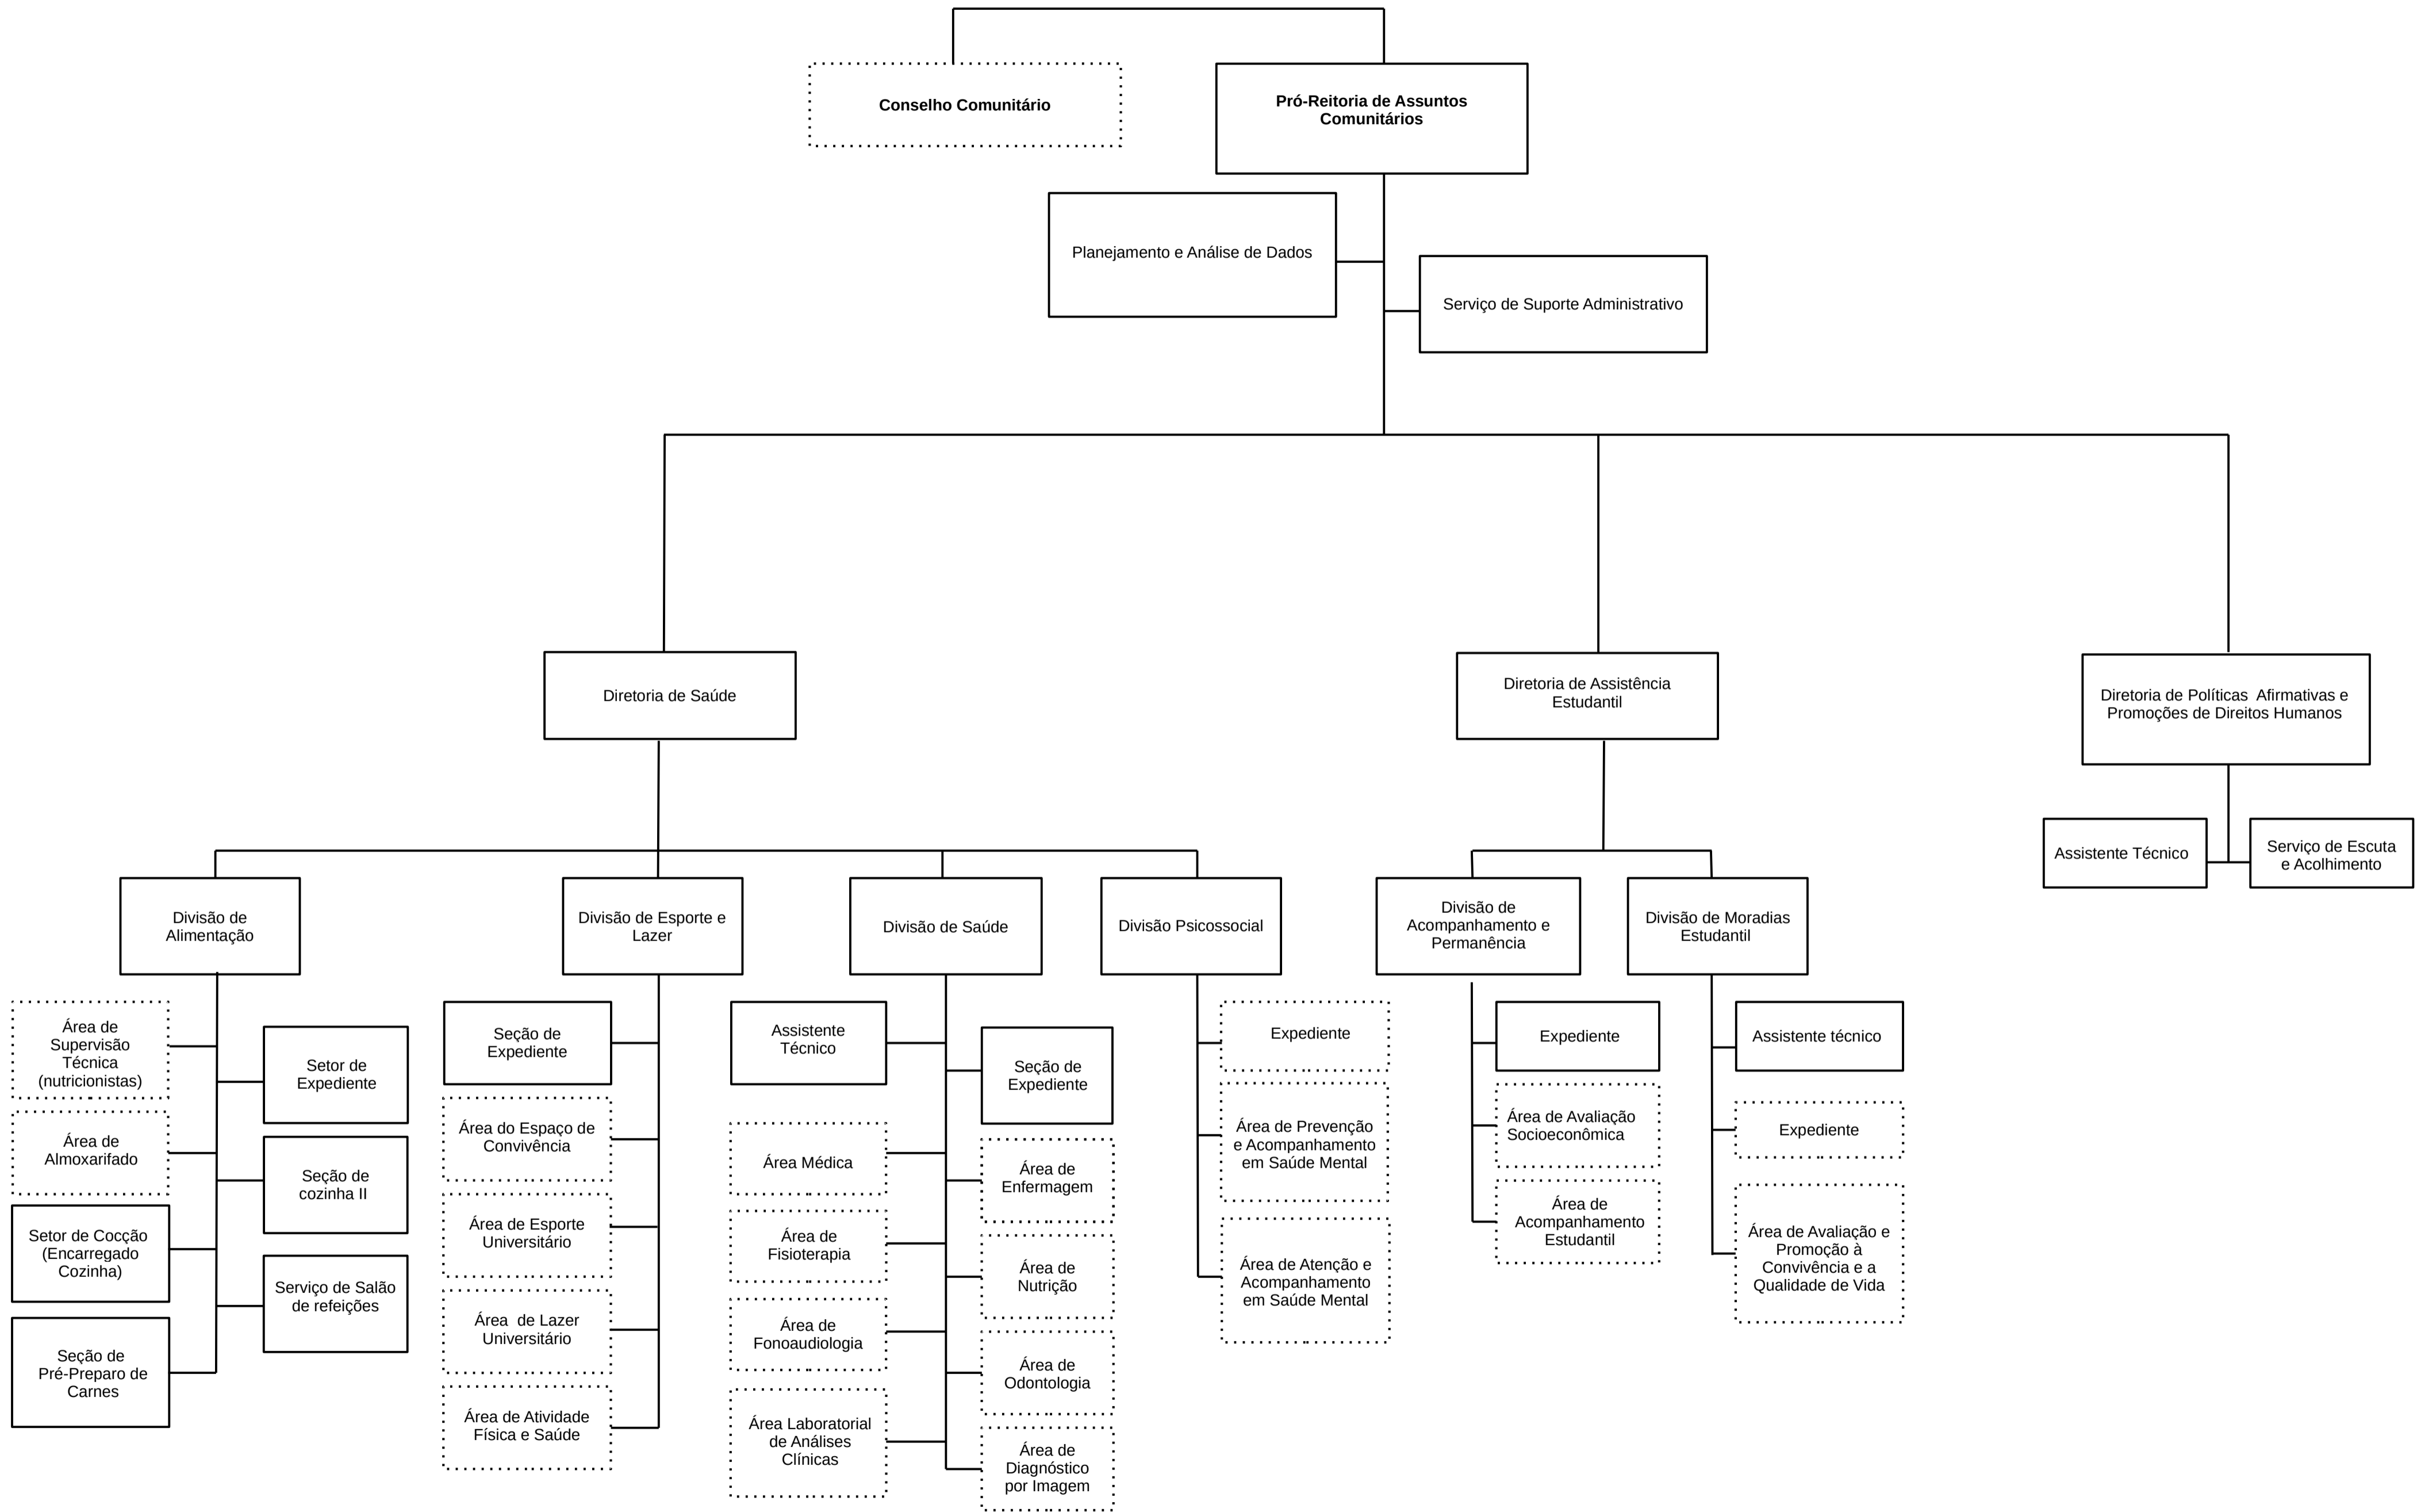 Conselho Comunitário
Pró-Reitoria de Assuntos
Comunitários
Planejamento e Análise de Dados
Serviço de Suporte Administrativo
Diretoria de Saúde
Diretoria de Assistência
Estudantil
Diretoria de Políticas  Afirmativas e
Promoções de Direitos Humanos
Assistente Técnico
Serviço de Escuta
e Acolhimento
Divisão de
Alimentação
Divisão de Esporte e
Lazer
Divisão de Saúde
Divisão Psicossocial
Divisão de
Acompanhamento e
Permanência
Divisão de Moradias
Estudantil
Área de
Supervisão
Técnica
(nutricionistas)
Setor de
Expediente
Área de
Almoxarifado
Seção de
cozinha II
Setor de Cocção
(Encarregado
Cozinha)
Serviço de Salão
de refeições
Seção de
Pré-Preparo de
Carnes
Seção de
Expediente
Área do Espaço de
Convivência
Área de Esporte
Universitário
Área  de Lazer
Universitário
Área de Atividade
Física e Saúde
Assistente
Técnico
Seção de
Expediente
Área Médica
Área de
Enfermagem
Área de
Fisioterapia
Área de
Nutrição
Área de
Fonoaudiologia
Área de
Odontologia
Área Laboratorial
de Análises
Clínicas
Área de
Diagnóstico
por Imagem
Expediente
Área de Prevenção
e Acompanhamento
em Saúde Mental
Área de Atenção e
Acompanhamento
em Saúde Mental
Expediente
Área de Avaliação
Socioeconômica
Área de
Acompanhamento
Estudantil
Assistente técnico
Expediente
Área de Avaliação e
Promoção à
Convivência e a
Qualidade de Vida